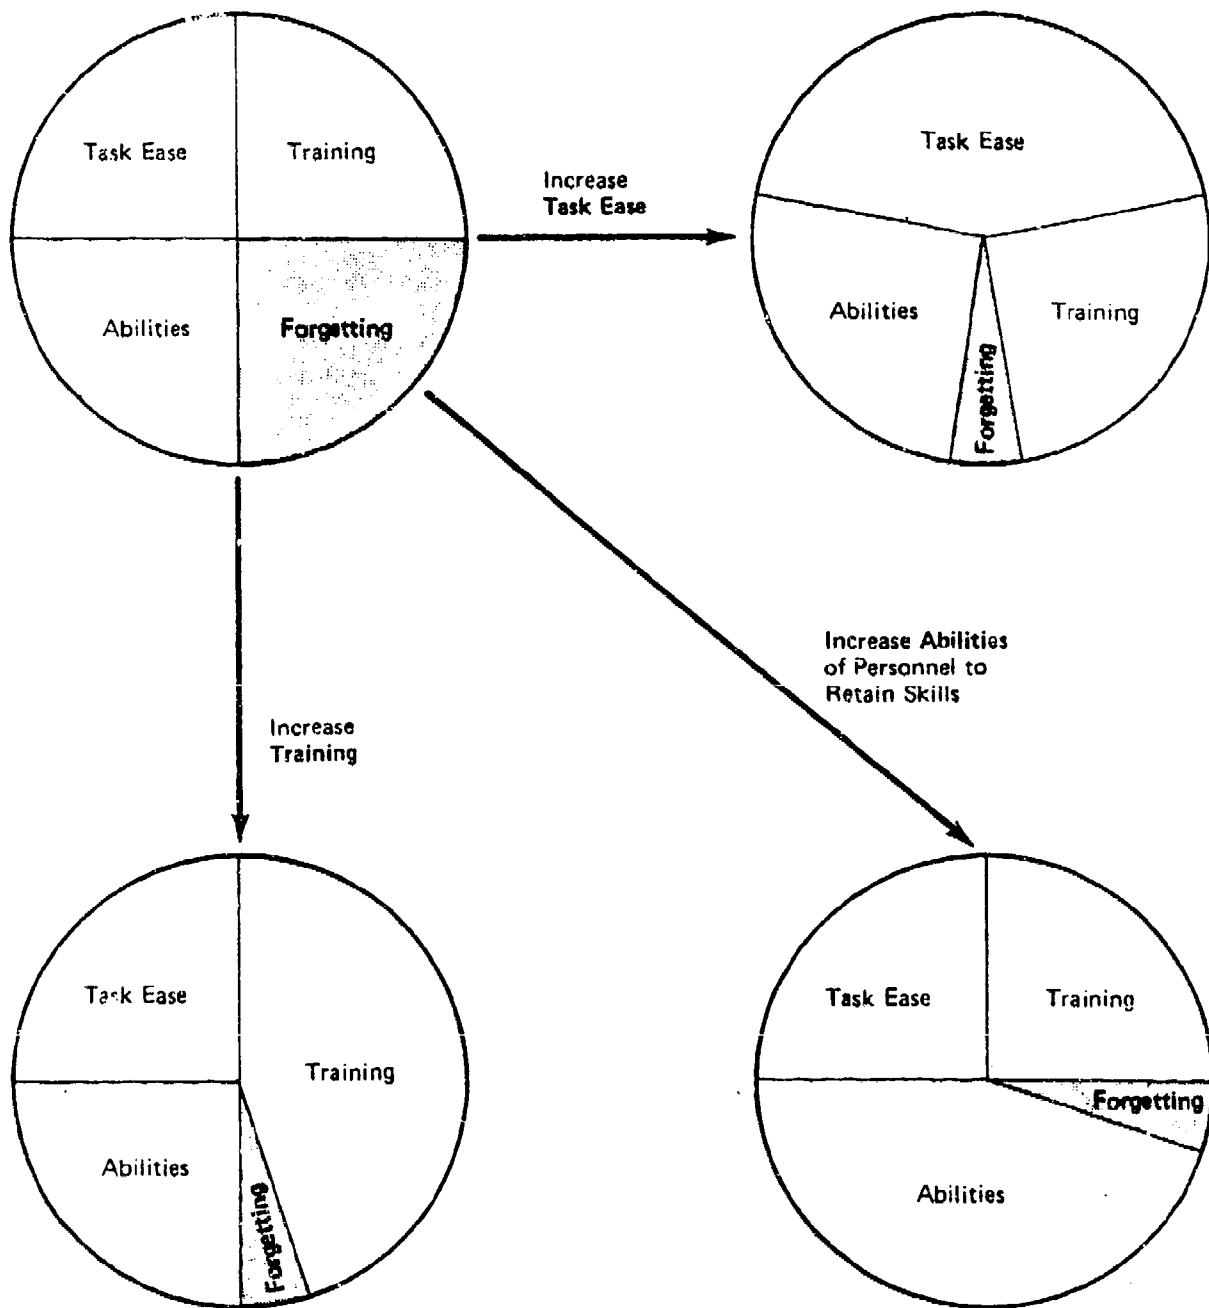 Task Ease
Training
Abilities
Forgetting
Increase
Task Ease
Task Ease
Abilities
Training
Forgetting
Increase Abilities
of Personnel to
Retain Skills
Increase
Training
Task Ease
Training
Abilities
Forgetting
Task Ease
Training
Forgetting
Abilities